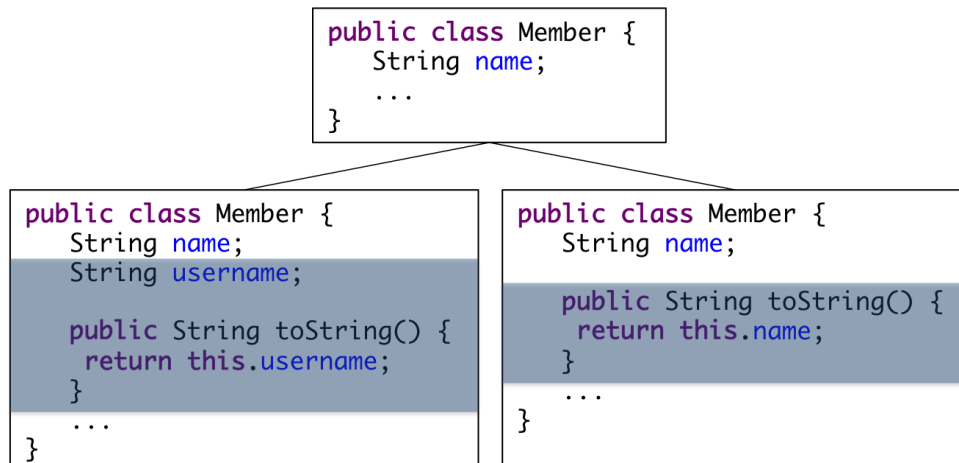 public class Member {
String name;
...
}
public class Member {
String name;
String username;
public String toString() {
return this.username;
}
...
}
public class Member {
String name;
public String toString() {
return this.name;
}
...
}